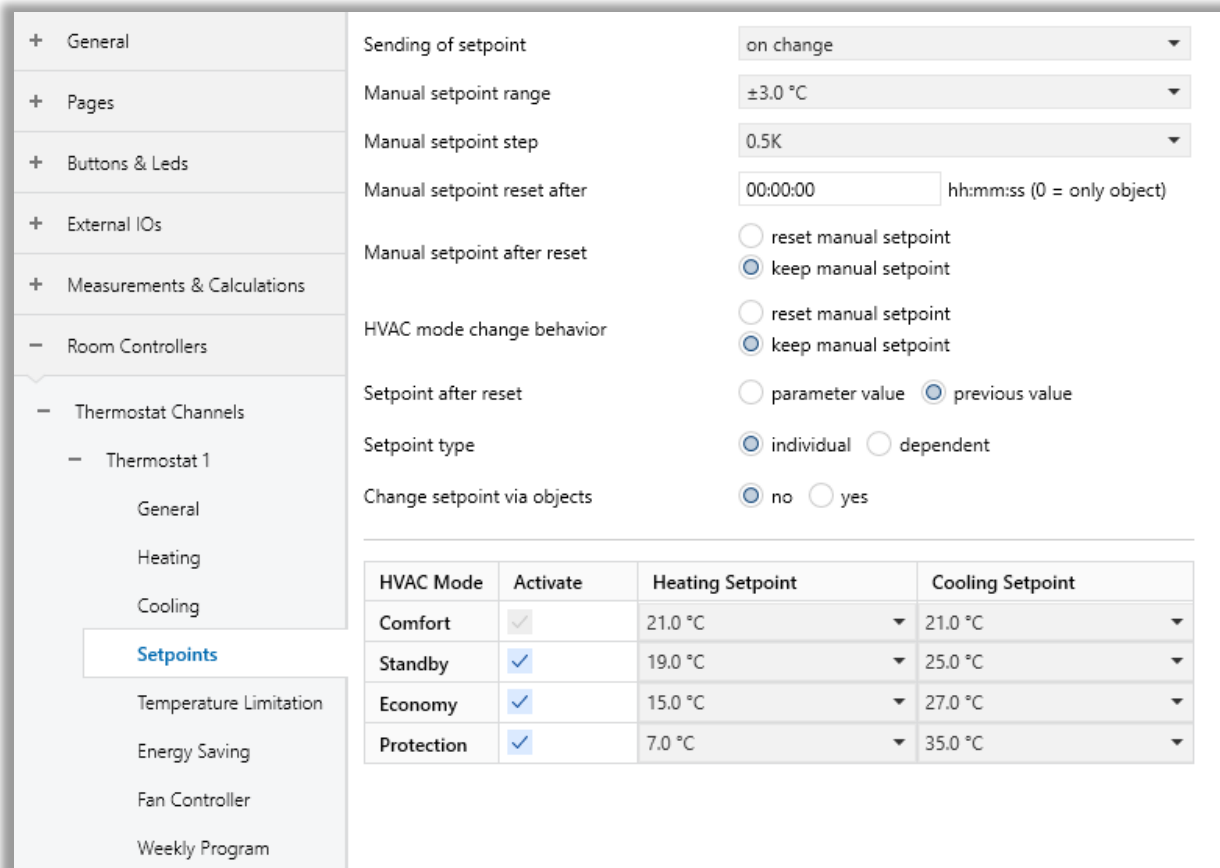 + General
+ Pages
+ Buttons & Leds
+ External IOs
+ Measurements & Calculations
− Room Controllers
− Thermostat Channels
− Thermostat 1
General
Heating
Cooling
Setpoints
Temperature Limitation
Energy Saving
Fan Controller
Weekly Program
Sending of setpoint on change
Manual setpoint range ±3.0 °C
Manual setpoint step 0.5K
Manual setpoint reset after 00:00:00 hh:mm:ss (0 = only object)
Manual setpoint after reset
reset manual setpoint
keep manual setpoint
HVAC mode change behavior
reset manual setpoint
keep manual setpoint
Setpoint after reset parameter value previous value
Setpoint type individual dependent
Change setpoint via objects no yes
HVAC Mode Activate Heating Setpoint Cooling Setpoint
Comfort 21.0 °C 21.0 °C
Standby 19.0 °C 25.0 °C
Economy 15.0 °C 27.0 °C
Protection 7.0 °C 35.0 °C